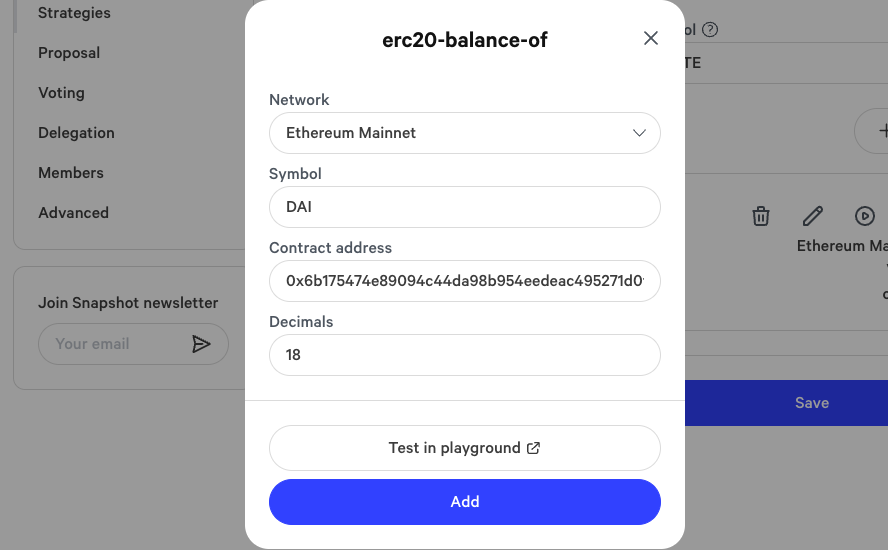 Strategies
Proposal
Voting
Delegation
Members
Advanced
Join Snapshot newsletter
Your email
erc20-balance-of
Network
Ethereum Mainnet
Symbol
DAI
Contract address
0x6b175474e89094c44da98b954eedeac495271d0
Decimals
18
Test in playground
Add
ol
TE
Ethereum Ma
Save